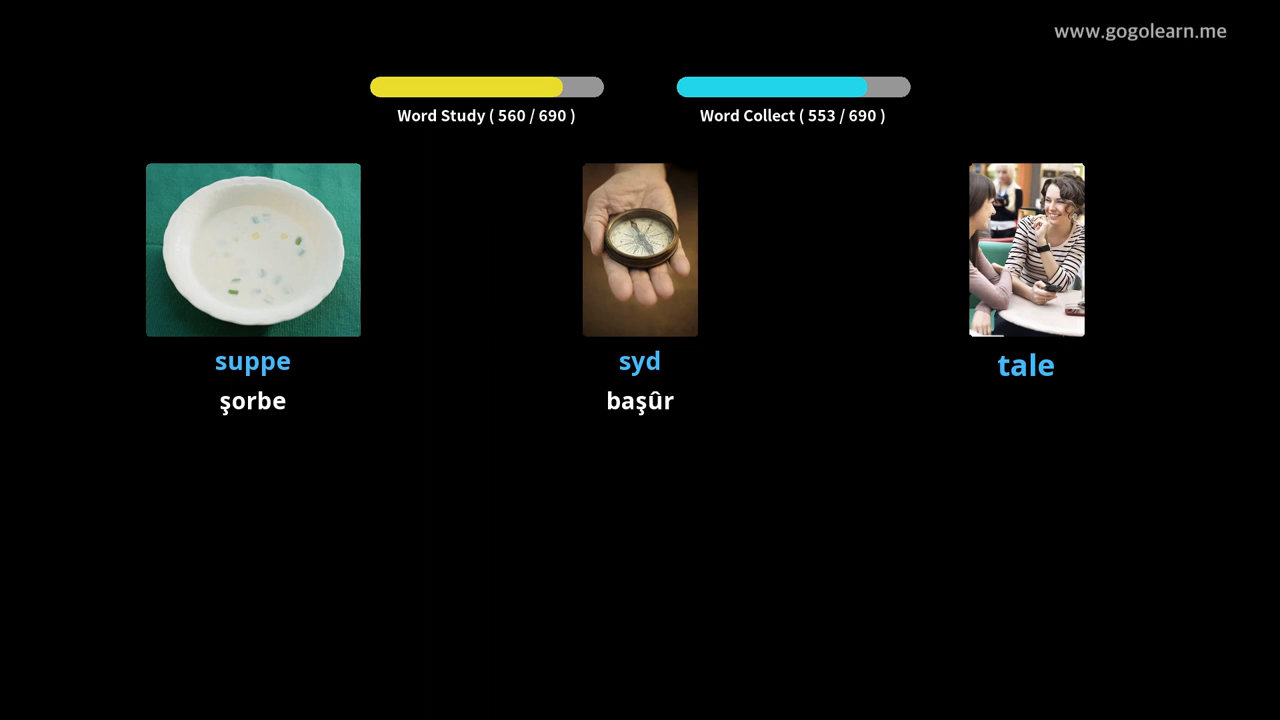 www.gogolearn.me
Word Study ( 560 / 690 )
Word Collect ( 553 / 690 )
suppe
şorbe
syd
başûr
tale